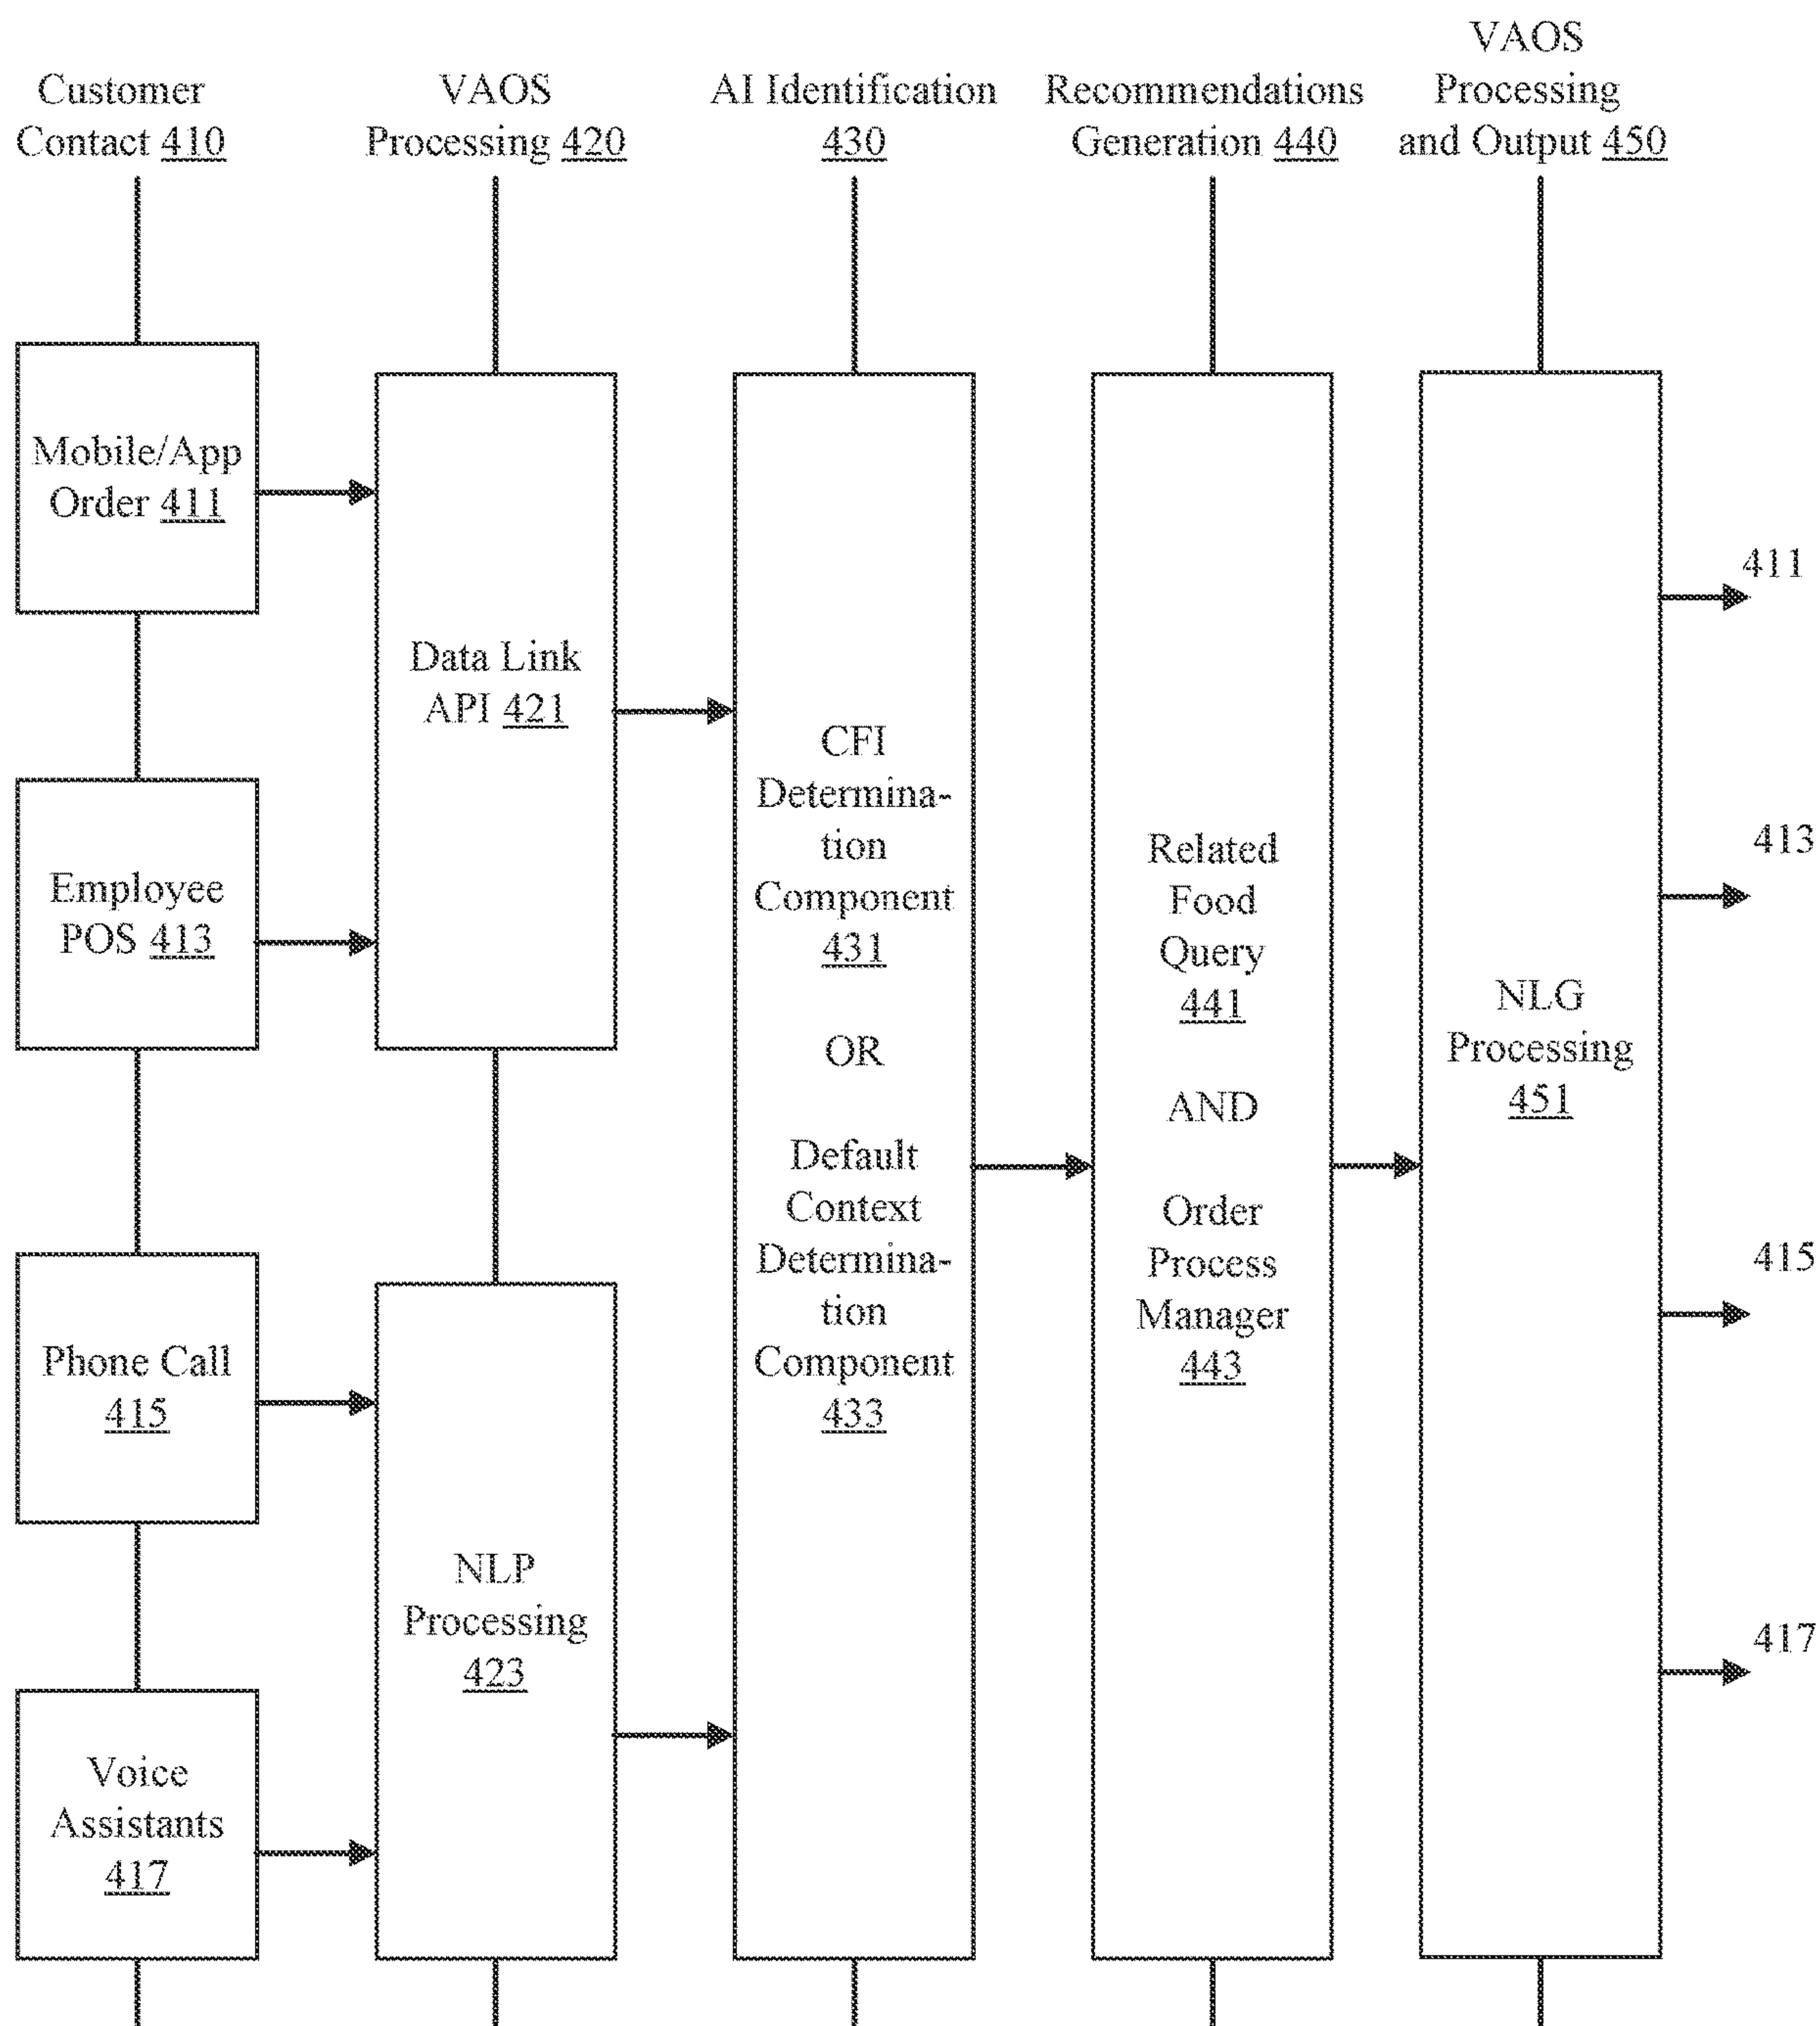 Customer
Contact 410
VAOS
Processing 420
AI Identification
430
Recommendations
Generation 440
VAOS
Processing
and Output 450
Mobile/App
Order 411
Employee
POS 413
Phone Call
415
Voice
Assistants
417
Data Link
API 421
NLP
Processing
423
CFI
Determina-
tion
Component
431
OR
Default
Context
Determina-
tion
Component
433
Related
Food
Query
441
AND
Order
Process
Manager
443
NLG
Processing
451
411
413
415
417